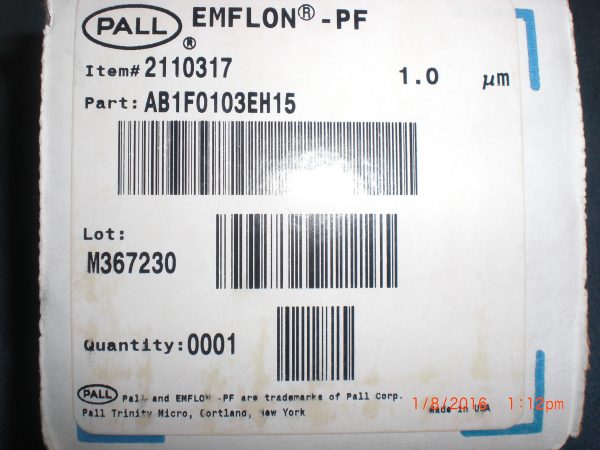 PALL ® EMFLON® -PF
Item# 2110317 1.0 µm
Part: AB1F0103EH15
Lot:
M367230
Quantity: 0001
PALL Pall and EMFLON -PF are trademarks of Pall Corp.
Pall Trinity Micro, Cortland, New York
Made in USA
1/8/2016 1:12pm